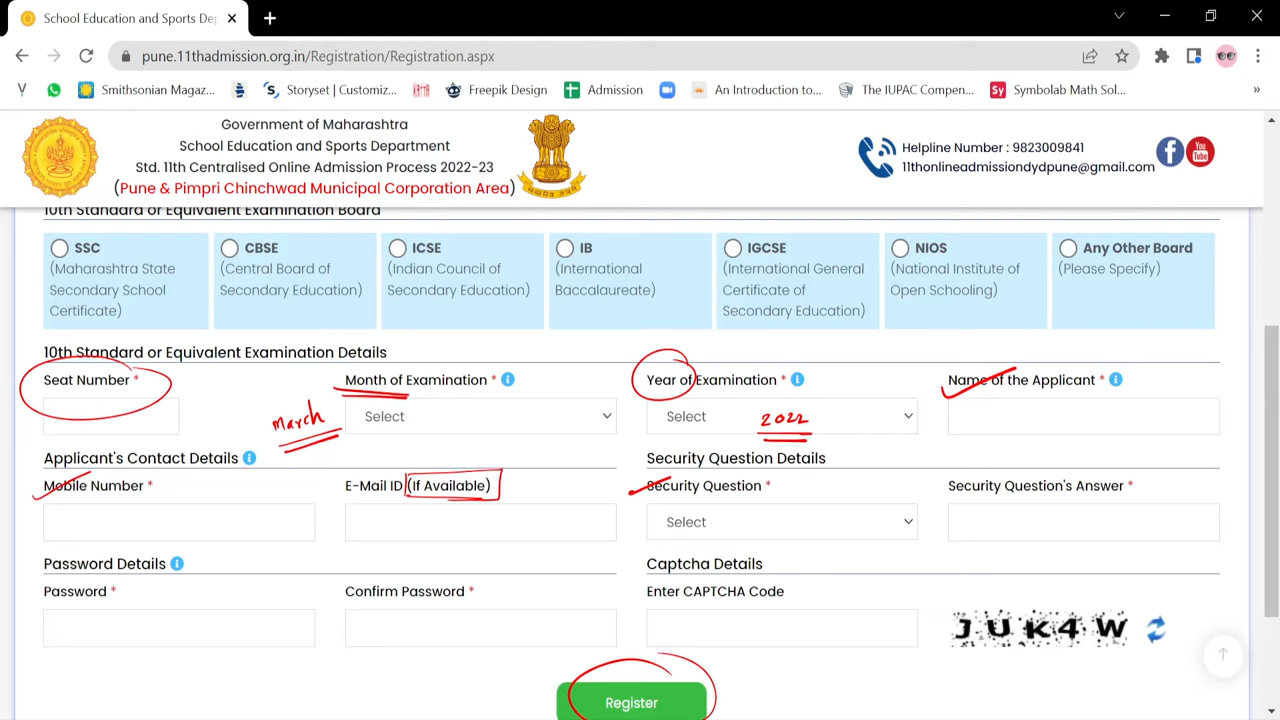 School Education and Sports Dep
pune.11thadmission.org.in/Registration/Registration.aspx
Smithsonian Magaz...
Storyset | Customiz...
Freepik Design
Admission
An Introduction to...
The IUPAC Compen...
Sy Symbolab Math Sol...
»
Government of Maharashtra
School Education and Sports Department
Std. 11th Centralised Online Admission Process 2022-23
(Pune & Pimpri Chinchwad Municipal Corporation Area)
Helpline Number : 9823009841
11thonlineadmissiondydpune@gmail.com
You Tube
10th Standard or Equivalent Examination Board
SSC
(Maharashtra State
Secondary School
Certificate)
CBSE
(Central Board of
Secondary Education)
ICSE
(Indian Council of
Secondary Education)
IB
(International
Baccalaureate)
IGCSE
(International General
Certificate of
Secondary Education)
NIOS
(National Institute of
Open Schooling)
Any Other Board
(Please Specify)
10th Standard or Equivalent Examination Details
Seat Number *
Month of Examination *
Year of Examination *
Name of the Applicant *
March
Select
Select
2022
Applicant's Contact Details
Security Question Details
Mobile Number *
E-Mail ID (If Available)
Security Question *
Security Question's Answer *
Select
Password Details
Captcha Details
Password *
Confirm Password *
Enter CAPTCHA Code
JUK4W
Register